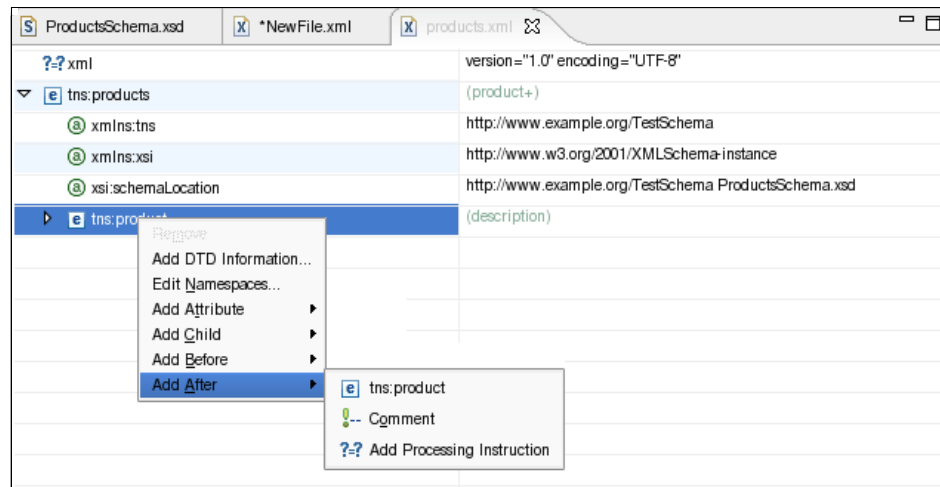 ProductsSchema.xsd *NewFile.xml products.xml
?=? xml version="1.0" encoding="UTF-8"
tns:products (product+)
xmlns:tns http://www.example.org/TestSchema
xmlns:xsi http://www.w3.org/2001/XMLSchema-instance
xsi:schemaLocation http://www.example.org/TestSchema ProductsSchema.xsd
tns:product (description)
Remove
Add DTD Information...
Edit Namespaces...
Add Attribute
Add Child
Add Before
Add After
tns:product
Comment
?=? Add Processing Instruction